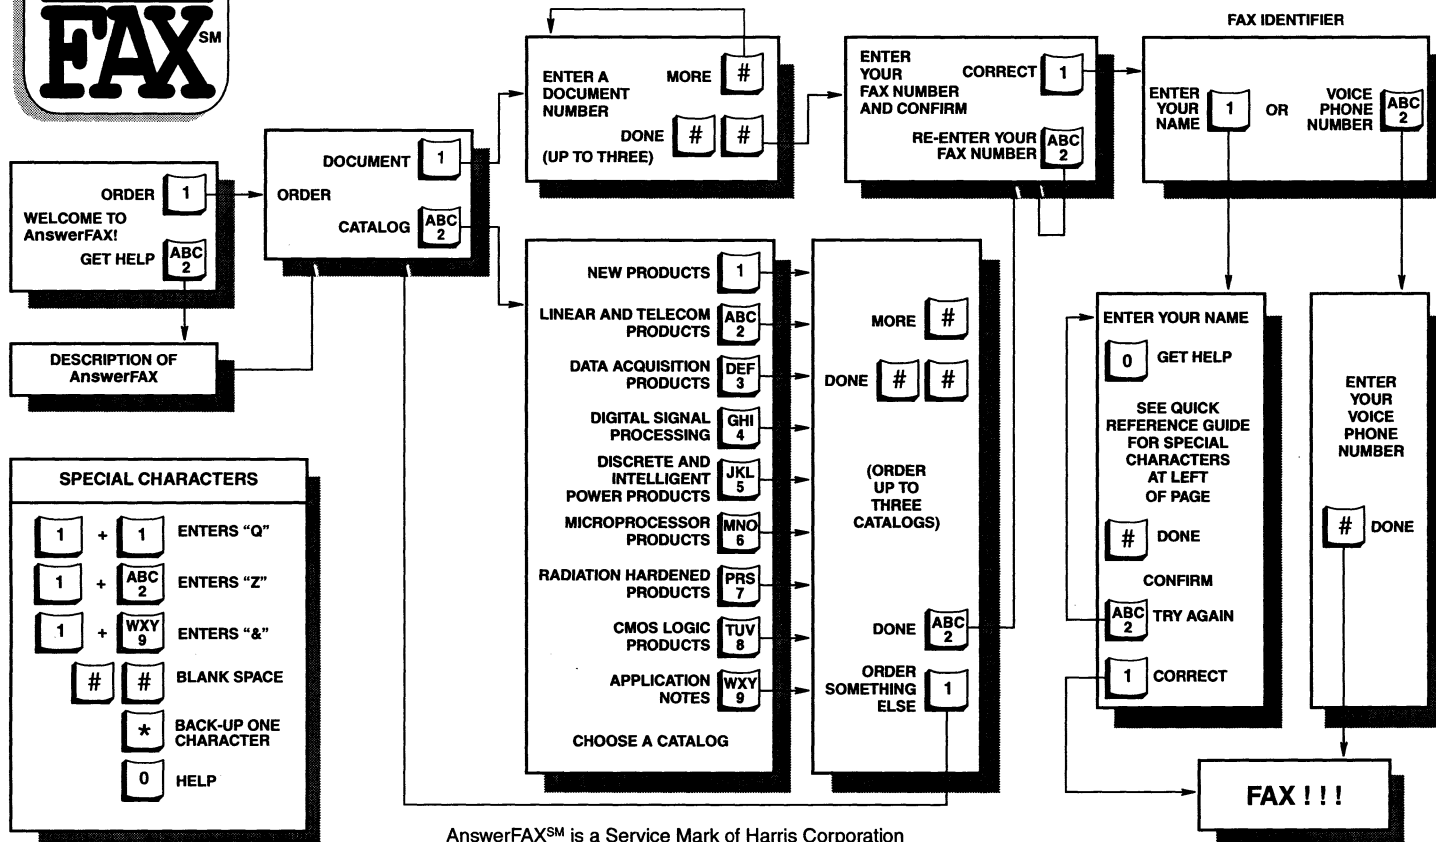 FAX SM
WELCOME TO
AnswerFAX!
ORDER 1
GET HELP ABC 2
DESCRIPTION OF
AnswerFAX
ORDER
DOCUMENT 1
CATALOG ABC 2
ENTER A
DOCUMENT
NUMBER
MORE #
DONE # #
(UP TO THREE)
ENTER
YOUR
FAX NUMBER
AND CONFIRM
CORRECT 1
RE-ENTER YOUR
FAX NUMBER ABC 2
FAX IDENTIFIER
ENTER
YOUR
NAME
1
OR
VOICE
PHONE
NUMBER
ABC 2
NEW PRODUCTS 1
LINEAR AND TELECOM
PRODUCTS ABC 2
DATA ACQUISITION
PRODUCTS DEF 3
DIGITAL SIGNAL
PROCESSING GHI 4
DISCRETE AND
INTELLIGENT
POWER PRODUCTS JKL 5
MICROPROCESSOR
PRODUCTS MNO 6
RADIATION HARDENED
PRODUCTS PRS 7
CMOS LOGIC
PRODUCTS TUV 8
APPLICATION
NOTES WXY 9
CHOOSE A CATALOG
MORE #
DONE # #
(ORDER
UP TO
THREE
CATALOGS)
DONE ABC 2
ORDER
SOMETHING
ELSE
1
ENTER YOUR NAME
0 GET HELP
SEE QUICK
REFERENCE GUIDE
FOR SPECIAL
CHARACTERS
AT LEFT
OF PAGE
# DONE
CONFIRM
ABC 2 TRY AGAIN
1 CORRECT
ENTER
YOUR
VOICE
PHONE
NUMBER
# DONE
FAX ! ! !
SPECIAL CHARACTERS
1 + 1 ENTERS “Q”
1 + ABC 2 ENTERS “Z”
1 + WXY 9 ENTERS “&”
# # BLANK SPACE
* BACK-UP ONE
CHARACTER
0 HELP
AnswerFAX SM is a Service Mark of Harris Corporation